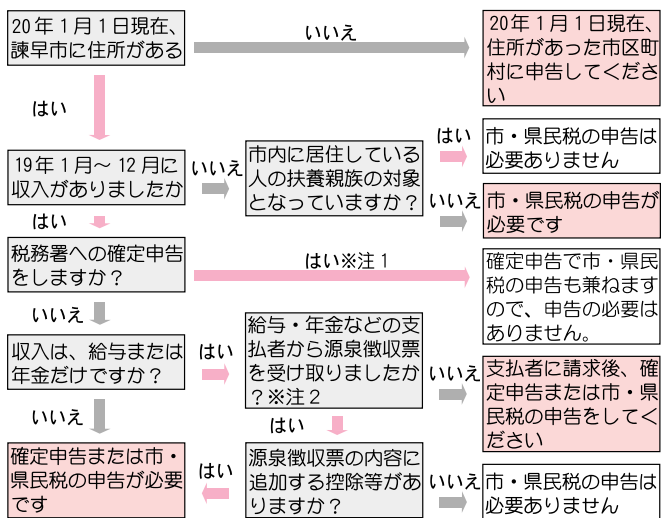 20年1月1日現在、
諫早市に住所がある
いいえ
20年1月1日現在、
住所があった市区町
村に申告してくださ
い
はい
19年1月～12月に
収入がありましたか
いいえ
市内に居住している
人の扶養親族の対象
となっていますか？
はい
市・県民税の申告は
必要ありません
いいえ
市・県民税の申告が
必要です
はい
税務署への確定申告
をしますか？
はい※注1
確定申告で市・県民
税の申告も兼ねます
ので、申告の必要は
ありません。
いいえ
収入は、給与または
年金だけですか？
はい
給与・年金などの支
払者から源泉徴収票
を受け取りましたか
？※注2
いいえ
支払者に請求後、確
定申告または市・県
民税の申告をしてく
ださい
いいえ
はい
確定申告または市・
県民税の申告が必要
です
はい
源泉徴収票の内容に
追加する控除等があ
りますか？
いいえ
市・県民税の申告は
必要ありません